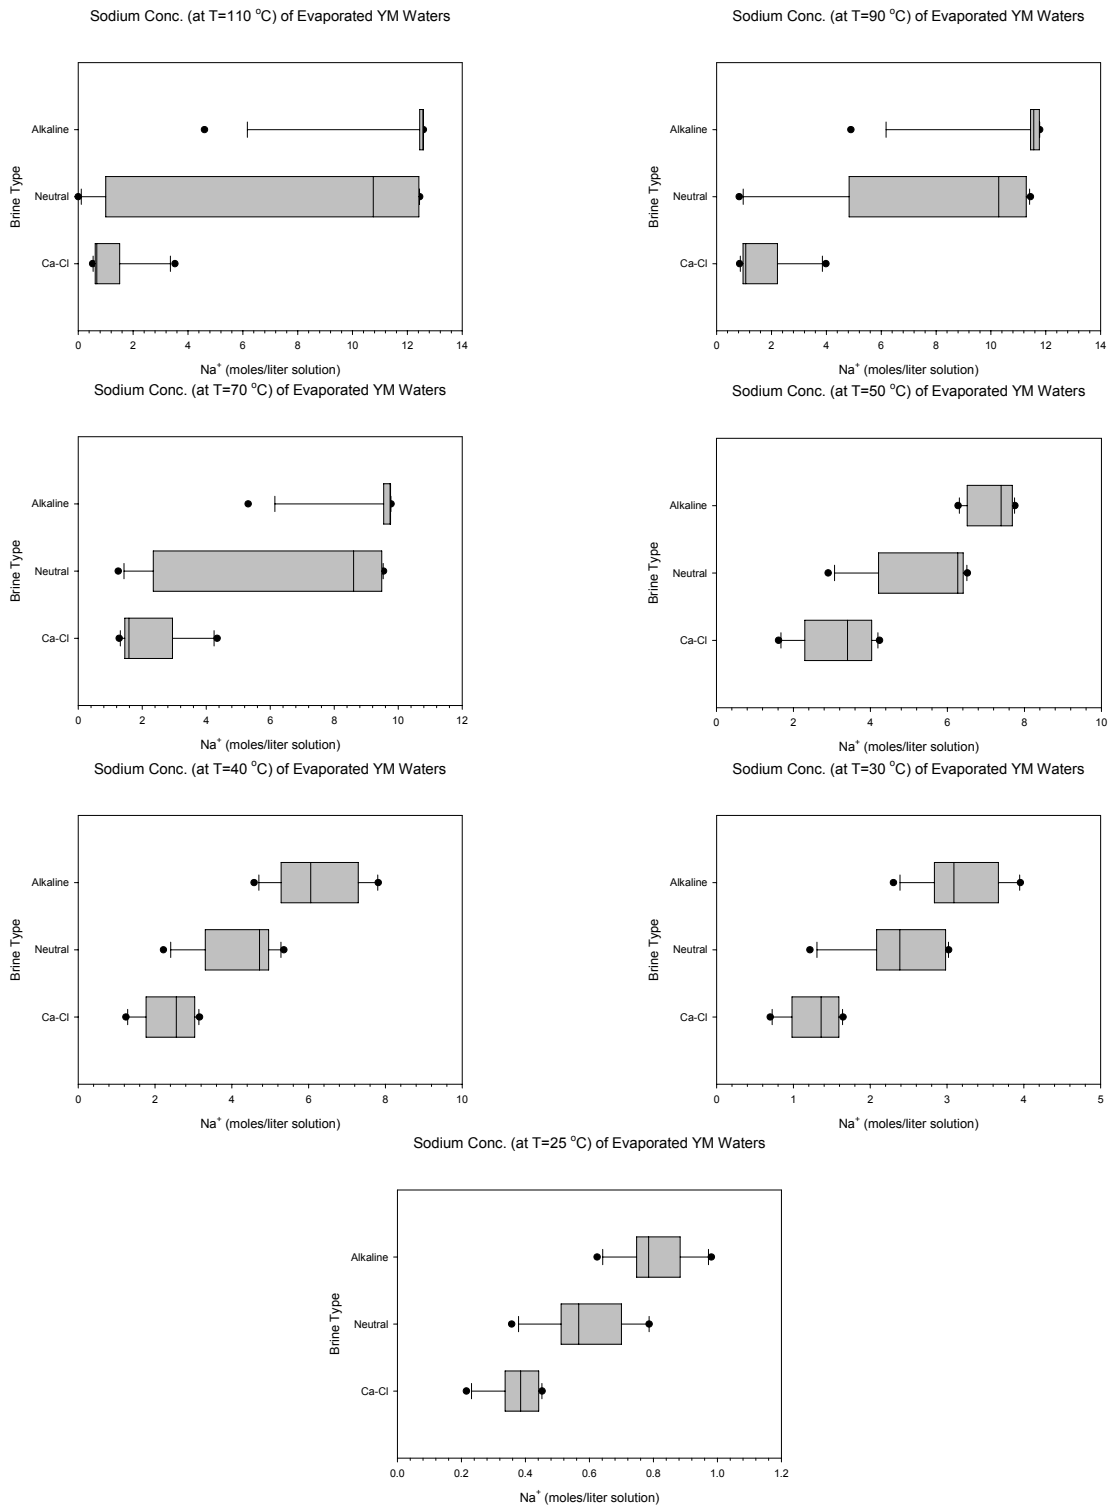 Sodium Conc. (at T=110 °C) of Evaporated YM Waters
Brine Type
Alkaline
Neutral
Ca-Cl
0 2 4 6 8 10 12 14
Na⁺ (moles/liter solution)
Sodium Conc. (at T=90 °C) of Evaporated YM Waters
Brine Type
Alkaline
Neutral
Ca-Cl
0 2 4 6 8 10 12 14
Na⁺ (moles/liter solution)
Sodium Conc. (at T=70 °C) of Evaporated YM Waters
Brine Type
Alkaline
Neutral
Ca-Cl
0 2 4 6 8 10 12
Na⁺ (moles/liter solution)
Sodium Conc. (at T=50 °C) of Evaporated YM Waters
Brine Type
Alkaline
Neutral
Ca-Cl
0 2 4 6 8 10
Na⁺ (moles/liter solution)
Sodium Conc. (at T=40 °C) of Evaporated YM Waters
Brine Type
Alkaline
Neutral
Ca-Cl
0 2 4 6 8 10
Na⁺ (moles/liter solution)
Sodium Conc. (at T=30 °C) of Evaporated YM Waters
Brine Type
Alkaline
Neutral
Ca-Cl
0 1 2 3 4 5
Na⁺ (moles/liter solution)
Sodium Conc. (at T=25 °C) of Evaporated YM Waters
Brine Type
Alkaline
Neutral
Ca-Cl
0.0 0.2 0.4 0.6 0.8 1.0 1.2
Na⁺ (moles/liter solution)